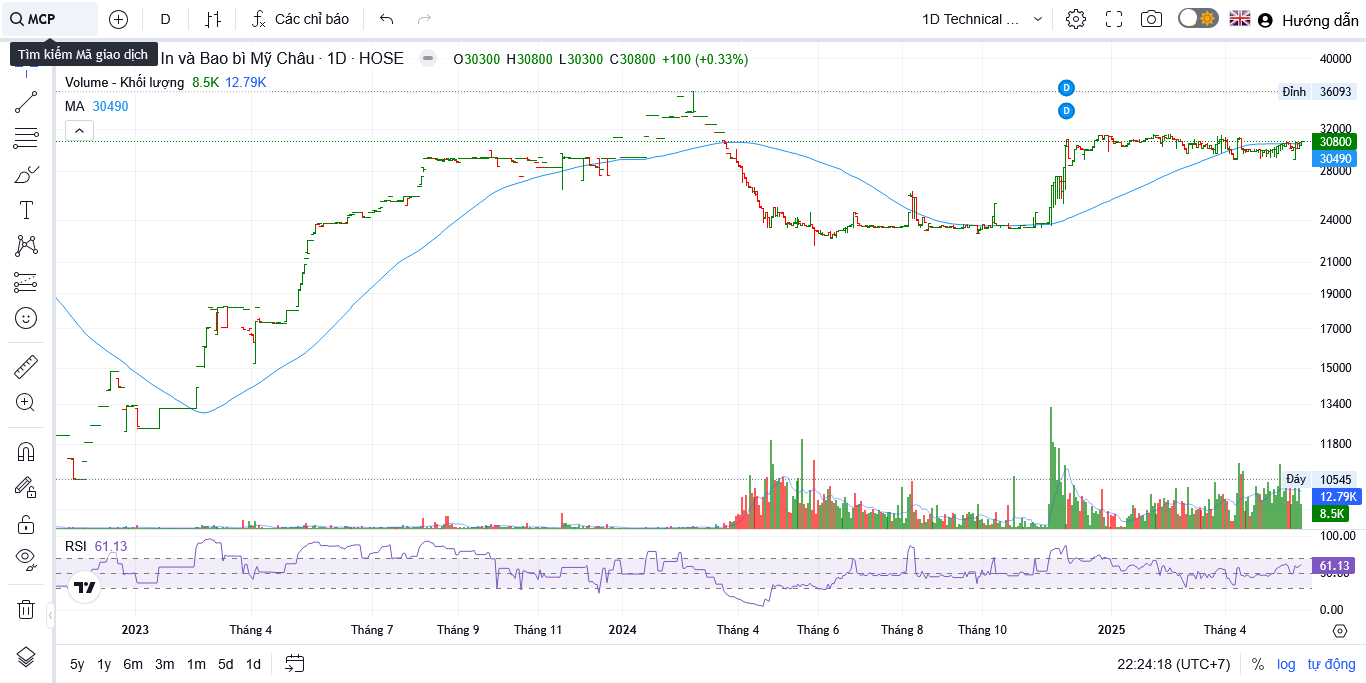 MCP
D
Các chỉ báo
1D Technical ...
Hướng dẫn
Tìm kiếm Mã giao dịch
In và Bao bì Mỹ Châu · 1D · HOSE
O30300 H30800 L30300 C30800 +100 (+0.33%)
Volume - Khối lượng 8.5K 12.79K
MA 30490
D
D
40000
Đỉnh 36093
32000
30800
30490
28000
24000
21000
19000
17000
15000
13400
11800
Đáy 10545
12.79K
8.5K
RSI 61.13
100.00
61.13
50.00
0.00
2023 Tháng 4 Tháng 7 Tháng 9 Tháng 11 2024 Tháng 4 Tháng 6 Tháng 8 Tháng 10 2025 Tháng 4
5y 1y 6m 3m 1m 5d 1d
22:24:18 (UTC+7) % log tự động